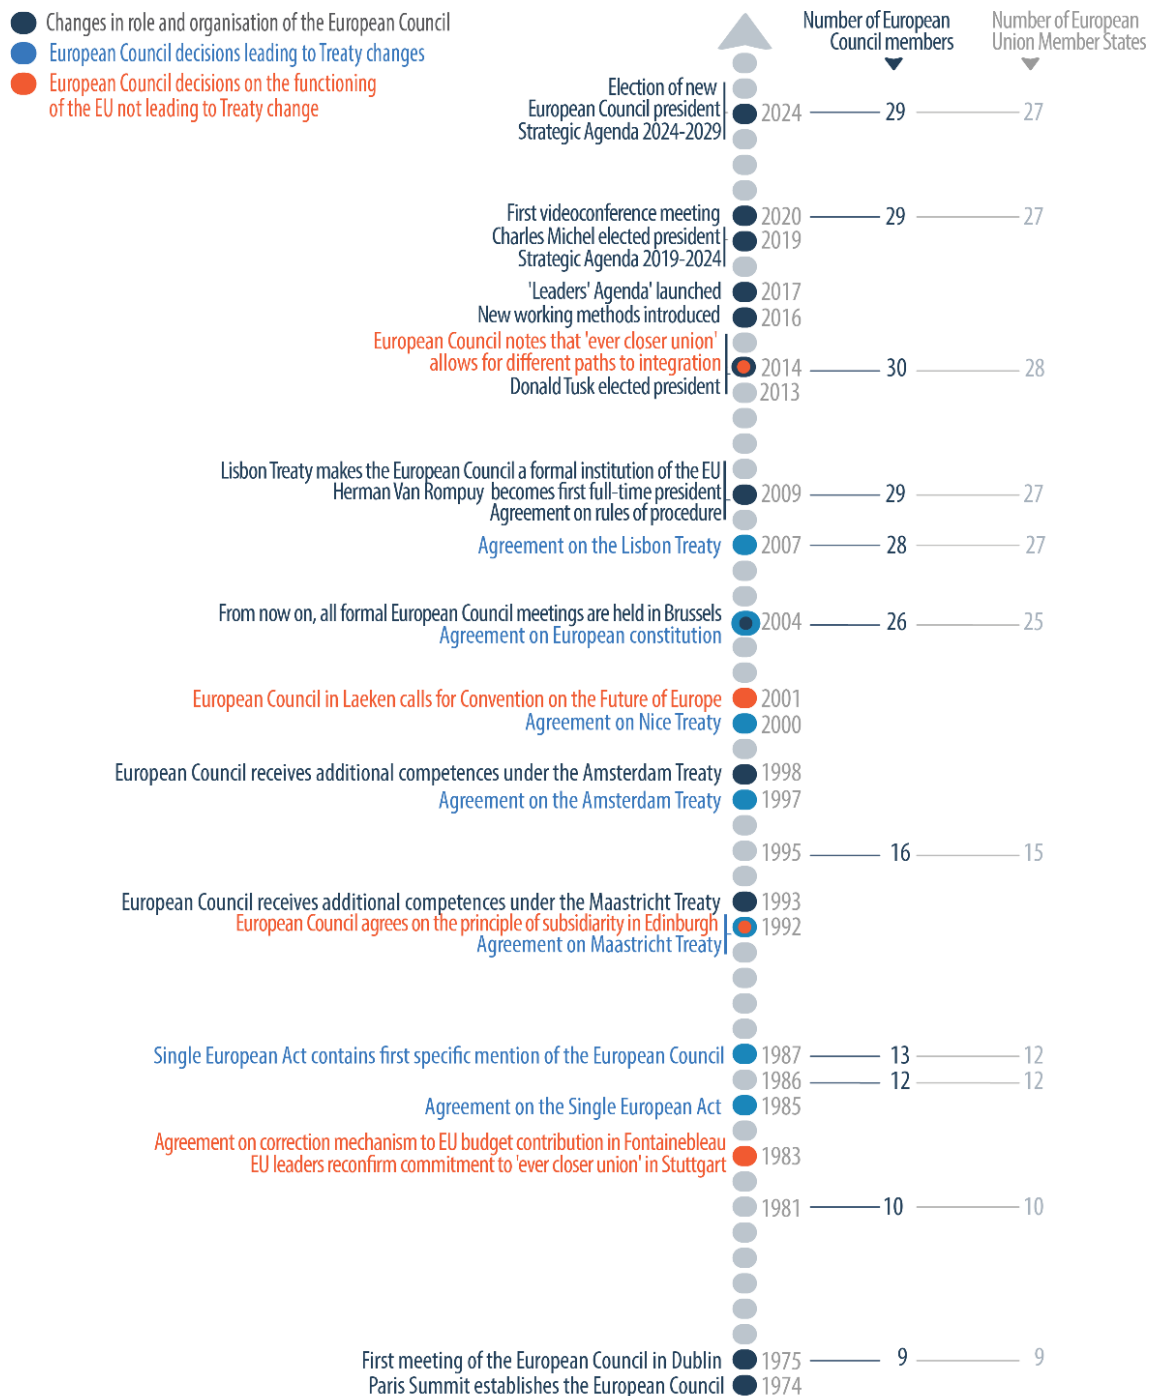 Changes in role and organisation of the European Council
European Council decisions leading to Treaty changes
European Council decisions on the functioning
of the EU not leading to Treaty change
Number of European
Council members
Number of European
Union Member States
Election of new
European Council president
Strategic Agenda 2024-2029
2024 29 27
First videoconference meeting 2020 29 27
Charles Michel elected president 2019
Strategic Agenda 2019-2024
'Leaders' Agenda' launched 2017
New working methods introduced 2016
European Council notes that 'ever closer union'
allows for different paths to integration 2014 30 28
Donald Tusk elected president 2013
Lisbon Treaty makes the European Council a formal institution of the EU
Herman Van Rompuy becomes first full-time president 2009 29 27
Agreement on rules of procedure
Agreement on the Lisbon Treaty 2007 28 27
From now on, all formal European Council meetings are held in Brussels 2004 26 25
Agreement on European constitution
European Council in Laeken calls for Convention on the Future of Europe 2001
Agreement on Nice Treaty 2000
European Council receives additional competences under the Amsterdam Treaty 1998
Agreement on the Amsterdam Treaty 1997
1995 16 15
European Council receives additional competences under the Maastricht Treaty 1993
European Council agrees on the principle of subsidiarity in Edinburgh 1992
Agreement on Maastricht Treaty
Single European Act contains first specific mention of the European Council 1987 13 12
1986 12 12
Agreement on the Single European Act 1985
Agreement on correction mechanism to EU budget contribution in Fontainebleau
EU leaders reconfirm commitment to 'ever closer union' in Stuttgart 1983
1981 10 10
First meeting of the European Council in Dublin 1975 9 9
Paris Summit establishes the European Council 1974